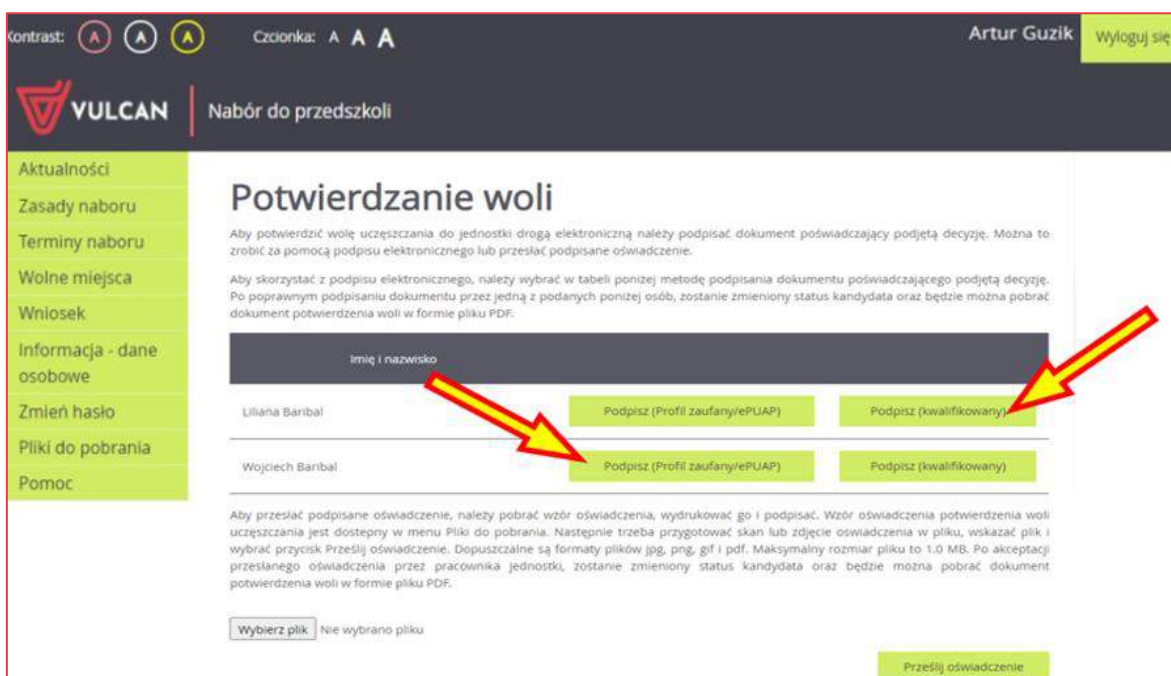 Kontrast: A A A Czcionka: A A A Artur Guzik Wyloguj się
VULCAN Nabór do przedszkoli
Aktualności
Zasady naboru
Terminy naboru
Wolne miejsca
Wniosek
Informacja - dane
osobowe
Zmień hasło
Pliki do pobrania
Pomoc
Potwierdzanie woli
Aby potwierdzić wolę uczęszczania do jednostki drogą elektroniczną należy podpisać dokument poświadczający podjętą decyzję. Można to
zrobić za pomocą podpisu elektronicznego lub przesłać podpisane oświadczenie.
Aby skorzystać z podpisu elektronicznego, należy wybrać w tabeli poniżej metodę podpisania dokumentu poświadczającego podjętą decyzję.
Po poprawnym podpisaniu dokumentu przez jedną z podanych poniżej osób, zostanie zmieniony status kandydata oraz będzie można pobrać
dokument potwierdzenia woli w formie pliku PDF.
Imię i nazwisko
Liliana Baribal Podpisz (Profil zaufany/ePUAP) Podpisz (kwalifikowany)
Wojciech Baribal Podpisz (Profil zaufany/ePUAP) Podpisz (kwalifikowany)
Aby przesłać podpisane oświadczenie, należy pobrać wzór oświadczenia, wydrukować go i podpisać. Wzór oświadczenia potwierdzenia woli
uczęszczania jest dostępny w menu Pliki do pobrania. Następnie trzeba przygotować skan lub zdjęcie oswiadczenia w pliku, wskazać plik i
wybrać przycisk Prześlij oświadczenie. Dopuszczalne są formaty plików jpg, png, gif i pdf. Maksymalny rozmiar pliku to 1.0 MB. Po akceptacji
przesłanego oświadczenia przez pracownika jednostki, zostanie zmieniony status kandydata oraz będzie można pobrać dokument
potwierdzenia woli w formie pliku PDF.
Wybierz plik Nie wybrano pliku
Prześlij oświadczenie